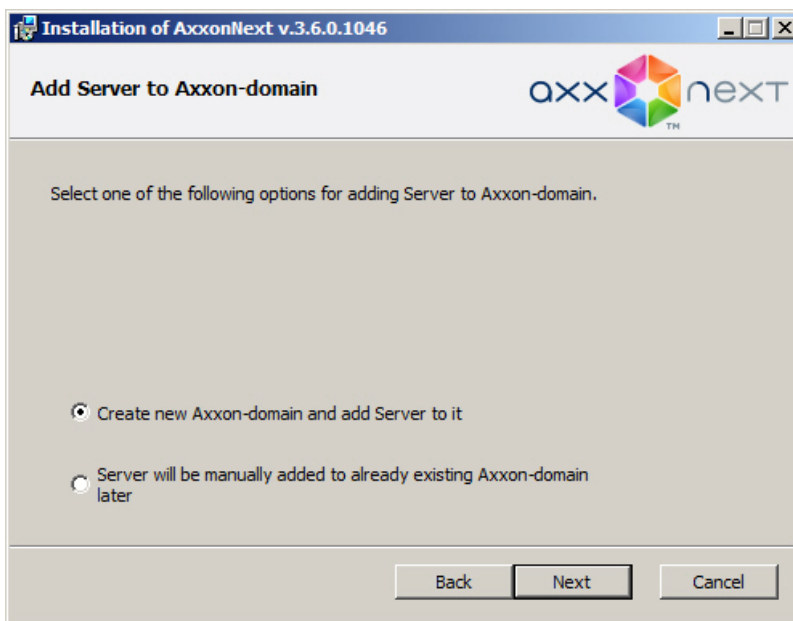 Installation of AxxonNext v.3.6.0.1046
Add Server to Axxon-domain
axx next
TM
Select one of the following options for adding Server to Axxon-domain.
Create new Axxon-domain and add Server to it
Server will be manually added to already existing Axxon-domain
later
Back Next Cancel